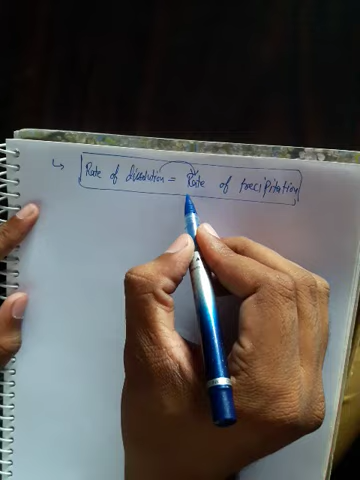 ↳ Rate of dissolution = Rate of precipitation